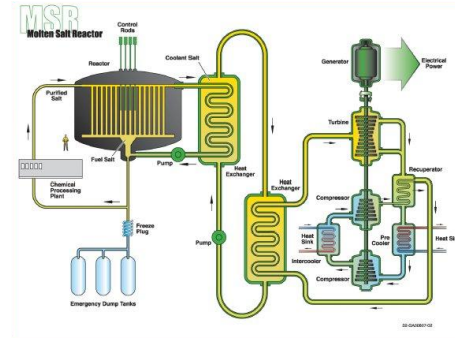 MSR
Molten Salt Reactor
Control
Rods
Reactor
Coolant Salt
Generator
Electrical
Power
Purified
Salt
Turbine
Fuel Salt
Pump
Heat
Exchanger
Heat
Exchanger
Recuperator
Chemical
Processing
Plant
Compressor
Freeze
Plug
Pump
Heat
Sink
Pre
Cooler
Heat Si
Intercooler
Compressor
Emergency Dump Tanks